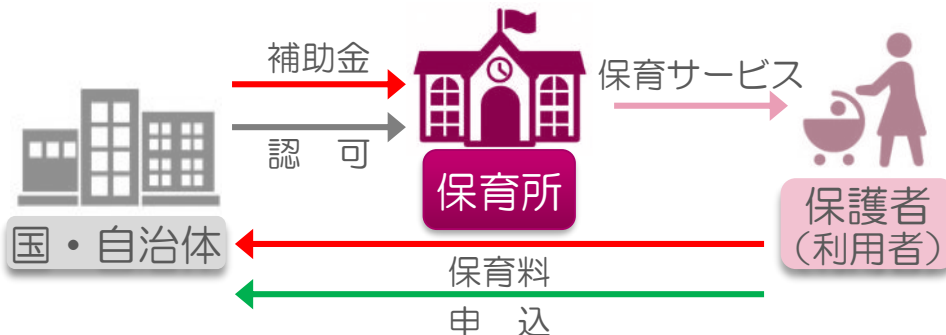 補助金
認　可
保育所
保育サービス
国・自治体
保護者
（利用者）
保育料
申　込